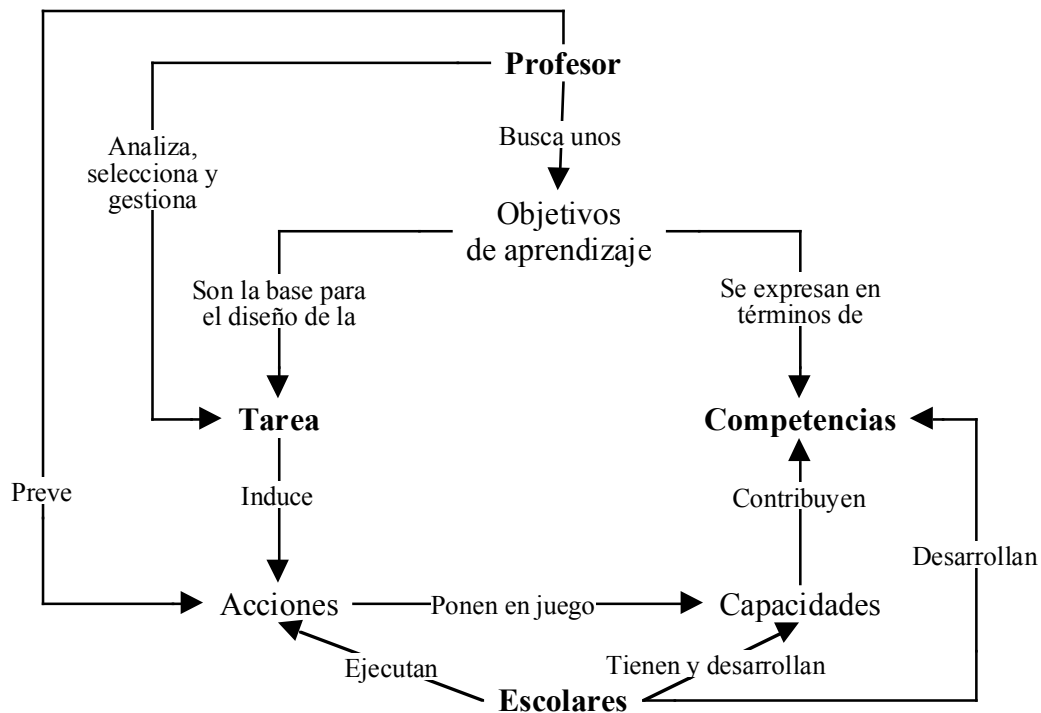 Profesor
Analiza,
selecciona y
gestiona
Busca unos
Objetivos
de aprendizaje
Son la base para
el diseño de la
Se expresan en
términos de
Tarea
Competencias
Preve
Induce
Contribuyen
Desarrollan
Acciones
Ponen en juego
Capacidades
Ejecutan
Tienen y desarrollan
Escolares